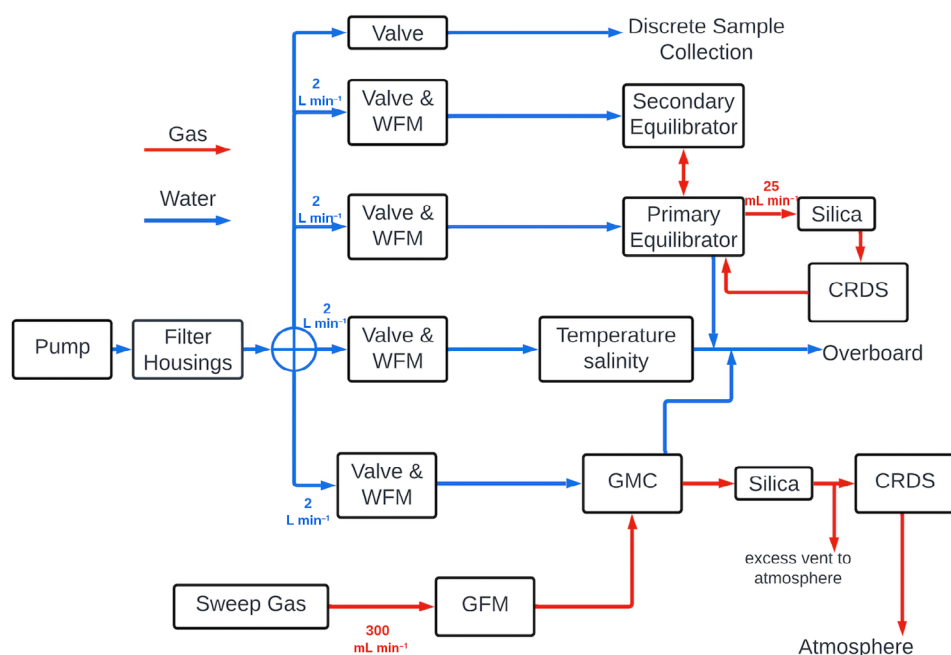 Valve
Discrete Sample
Collection
2
L min⁻¹
Valve &
WFM
Secondary
Equilibrator
Gas
Water
2
L min⁻¹
Valve &
WFM
Primary
Equilibrator
25
mL min⁻¹
Silica
CRDS
Pump
Filter
Housings
2
L min⁻¹
Valve &
WFM
Temperature
salinity
Overboard
2
L min⁻¹
Valve &
WFM
GMC
Silica
CRDS
excess vent to
atmosphere
Sweep Gas
300
mL min⁻¹
GFM
Atmosphere